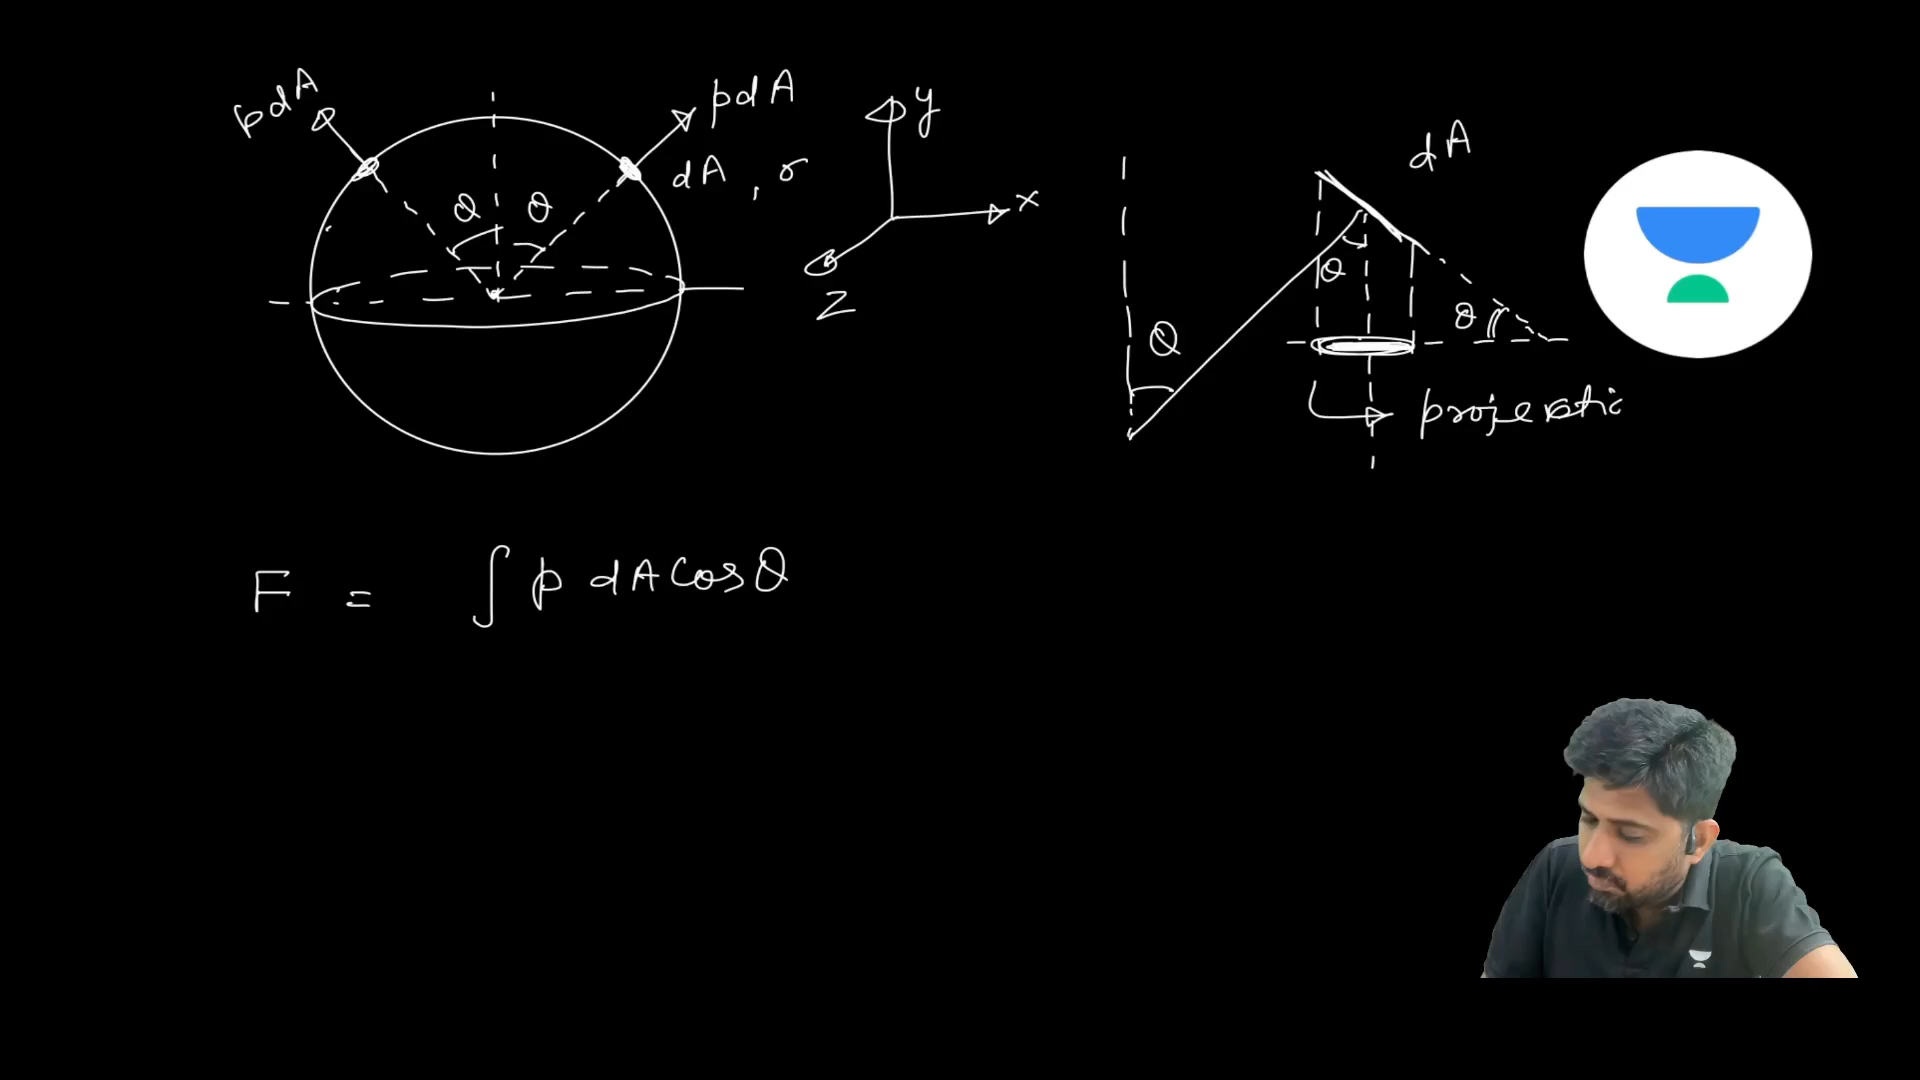 pdA
pdA
y
dA
dA, σ
θ θ
x
z
θ
θ
θ
projectio
F = ∫ p dA Cos θ